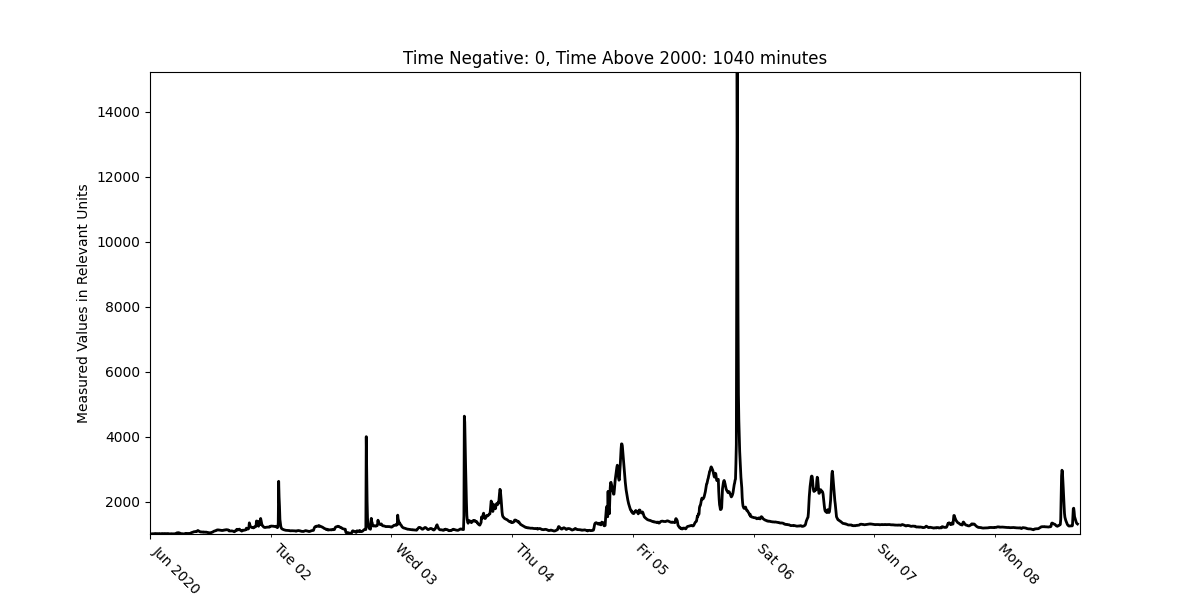 Time Negative: 0, Time Above 2000: 1040 minutes
Measured Values in Relevant Units
14000
12000
10000
8000
6000
4000
2000
Jun 2020
Tue 02
Wed 03
Thu 04
Fri 05
Sat 06
Sun 07
Mon 08